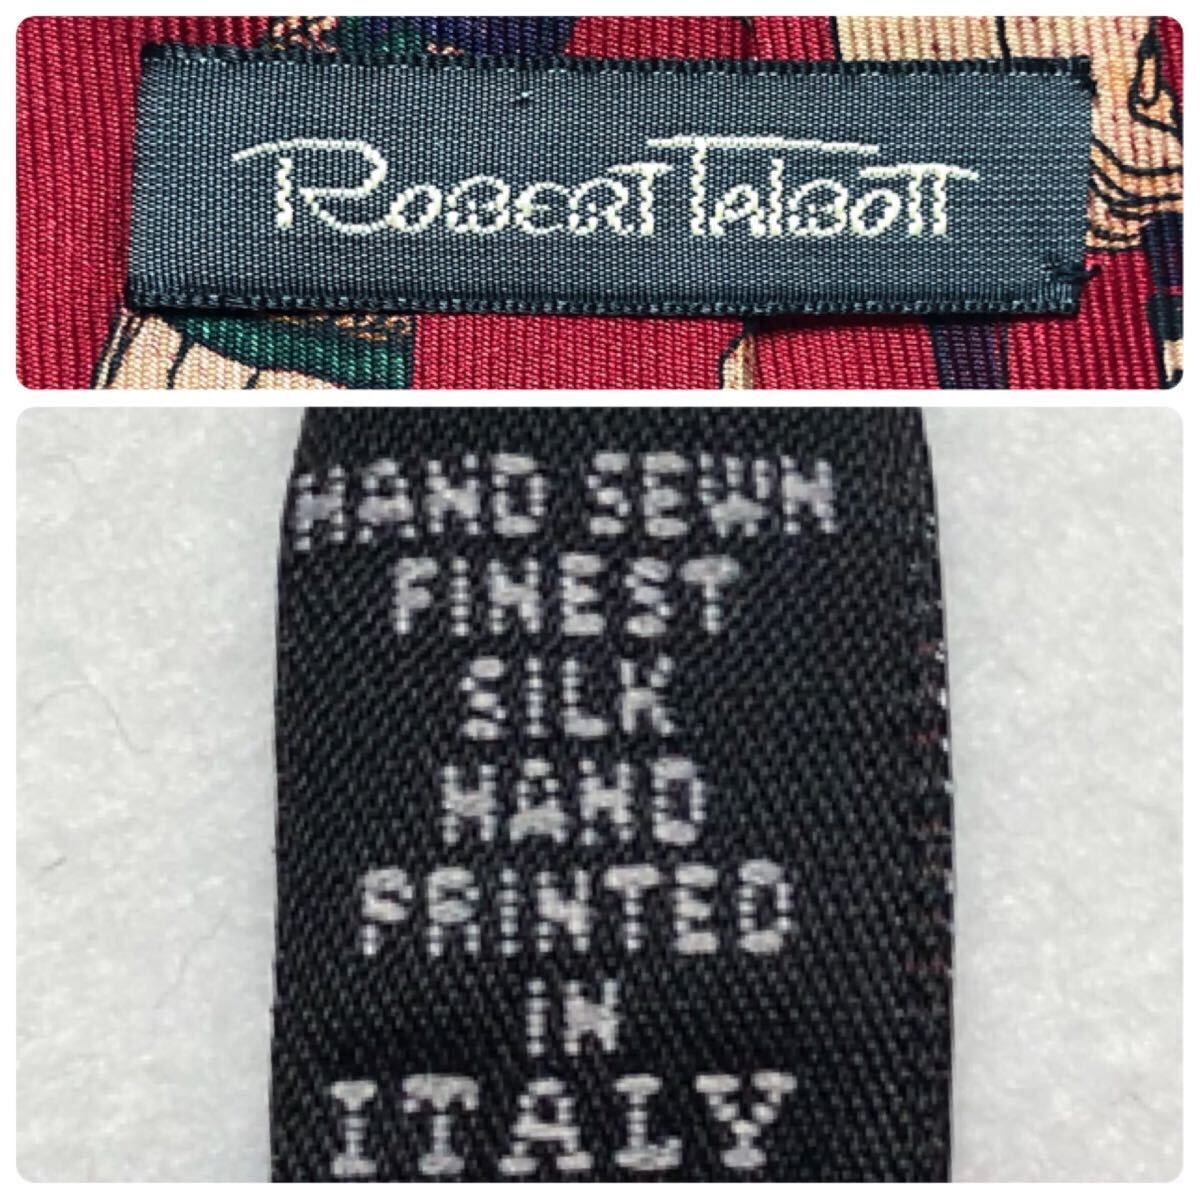 Robert Talbott
HAND SEWN
FINEST
SILK
HAND
PRINTED
IN
ITALY